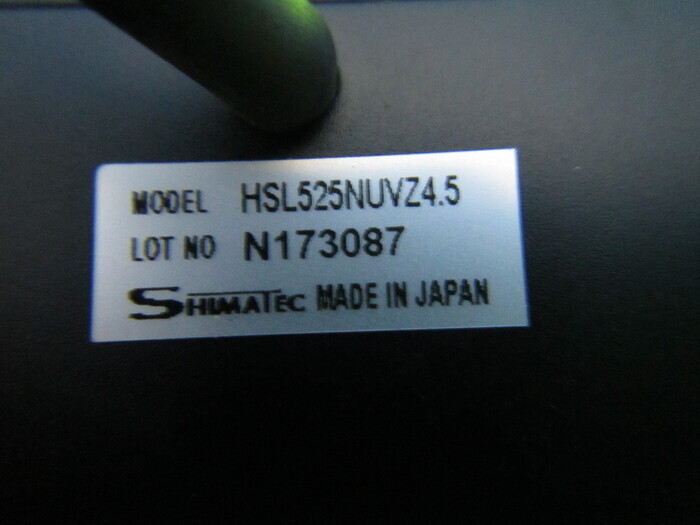 MODEL HSL525NUVZ4.5
LOT NO N173087
SHIMATEC MADE IN JAPAN